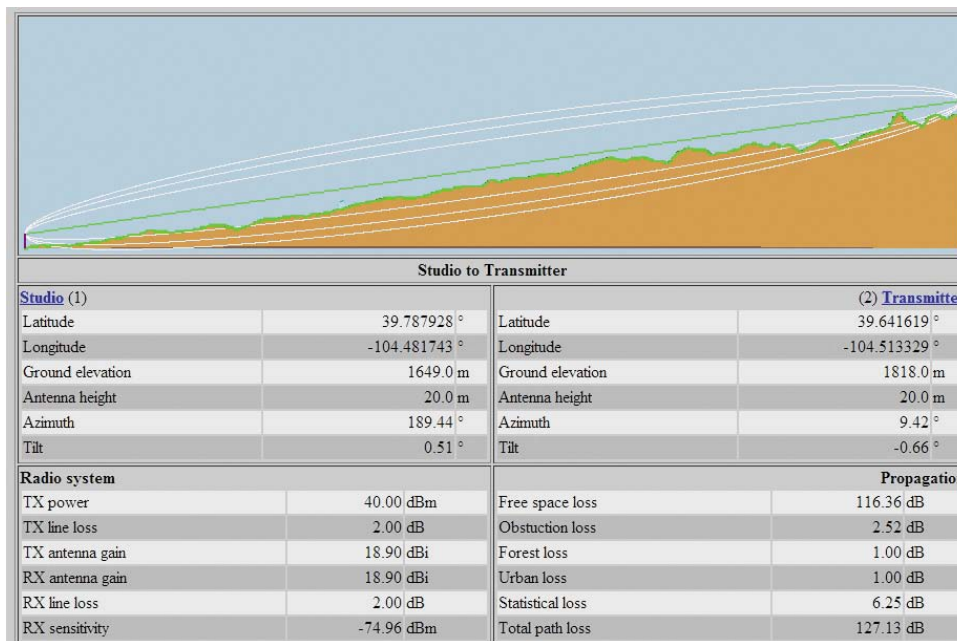 Studio to Transmitter
Studio (1) (2) Transmitte
Latitude 39.787928 ° Latitude 39.641619 °
Longitude -104.481743 ° Longitude -104.513329 °
Ground elevation 1649.0 m Ground elevation 1818.0 m
Antenna height 20.0 m Antenna height 20.0 m
Azimuth 189.44 ° Azimuth 9.42 °
Tilt 0.51 ° Tilt -0.66 °
Radio system Propagatio
TX power 40.00 dBm Free space loss 116.36 dB
TX line loss 2.00 dB Obstuction loss 2.52 dB
TX antenna gain 18.90 dBi Forest loss 1.00 dB
RX antenna gain 18.90 dBi Urban loss 1.00 dB
RX line loss 2.00 dB Statistical loss 6.25 dB
RX sensitivity -74.96 dBm Total path loss 127.13 dB